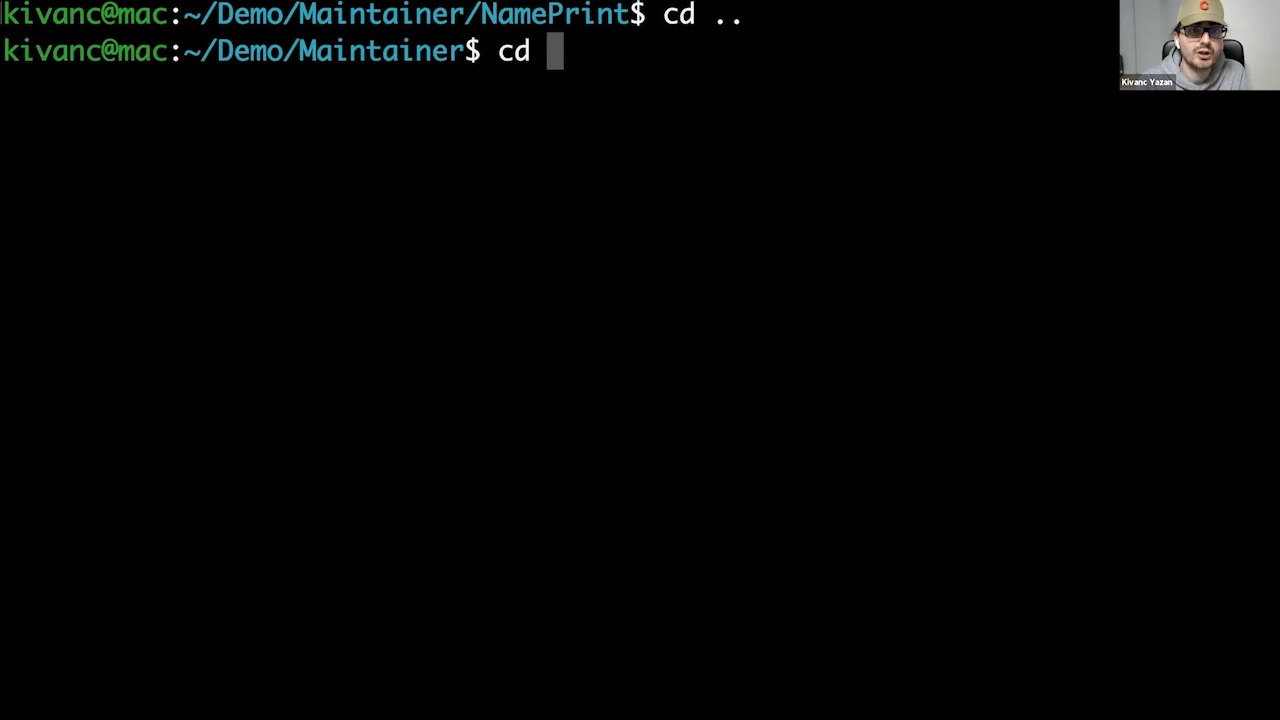 kivanc@mac:~/Demo/Maintainer/NamePrint$ cd ..
kivanc@mac:~/Demo/Maintainer$ cd
C
Kivanc Yazan